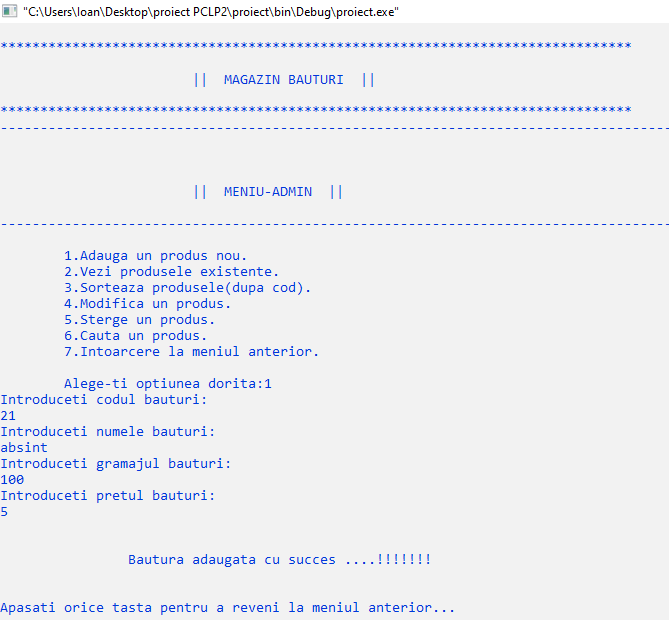 "C:\Users\Ioan\Desktop\proiect PCLP2\proiect\bin\Debug\proiect.exe"
*******************************************************************************
|| MAGAZIN BAUTURI ||
*******************************************************************************
------------------------------------------------------------------------------------
|| MENIU-ADMIN ||
------------------------------------------------------------------------------------
1.Adauga un produs nou.
2.Vezi produsele existente.
3.Sorteaza produsele(dupa cod).
4.Modifica un produs.
5.Sterge un produs.
6.Cauta un produs.
7.Intoarcere la meniul anterior.
Alege-ti optiunea dorita:1
Introduceti codul bauturi:
21
Introduceti numele bauturi:
absint
Introduceti gramajul bauturi:
100
Introduceti pretul bauturi:
5
Bautura adaugata cu succes ....!!!!!!!
Apasati orice tasta pentru a reveni la meniul anterior...